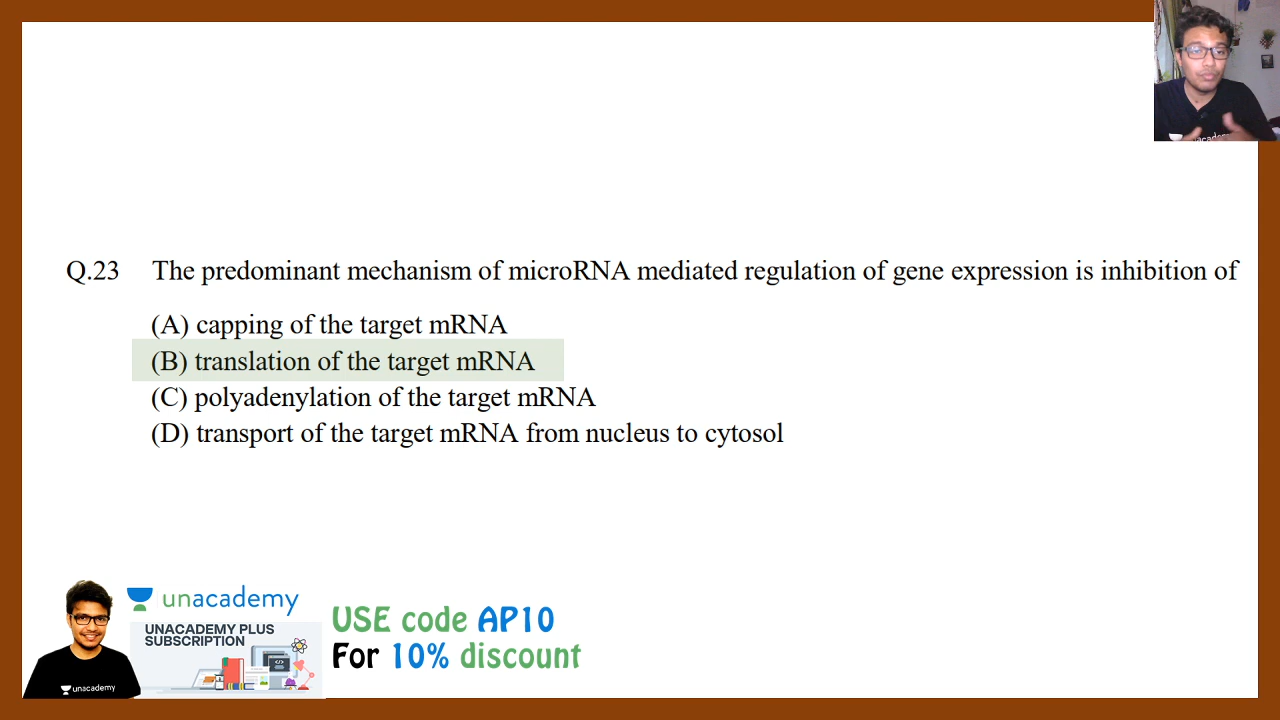 Q.23 The predominant mechanism of microRNA mediated regulation of gene expression is inhibition of
(A) capping of the target mRNA
(B) translation of the target mRNA
(C) polyadenylation of the target mRNA
(D) transport of the target mRNA from nucleus to cytosol
unacademy
UNACADEMY PLUS
SUBSCRIPTION
USE code AP10
For 10% discount
unacademy
unacademy